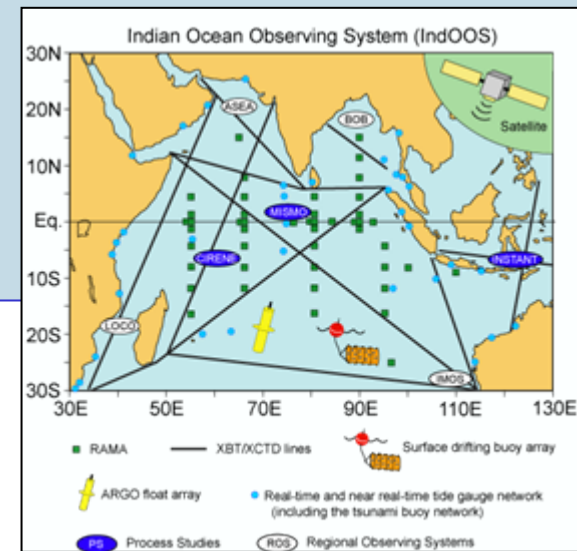 Indian Ocean Observing System (IndOOS)
30N
20N
10N
Eq.
10S
20S
30S
ASEA
BOB
Satellite
MISMO
CIRENE
INSTANT
LOCO
IMOS
30E 50E 70E 90E 110E 130E
RAMA
XBT/XCTD lines
Surface drifting buoy array
ARGO float array
Real-time and near real-time tide gauge network
(including the tsunami buoy network)
PS Process Studies
ROS Regional Observing Systems